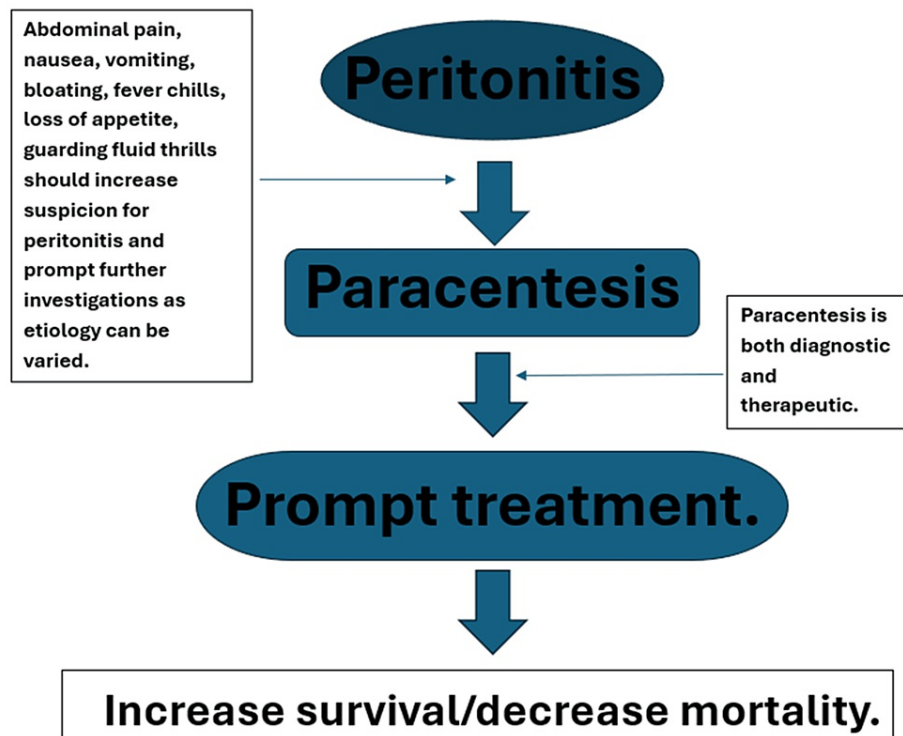 Abdominal pain,
nausea, vomiting,
bloating, fever chills,
loss of appetite,
guarding fluid thrills
should increase
suspicion for
peritonitis and
prompt further
investigations as
etiology can be
varied.
Peritonitis
Paracentesis
Paracentesis is
both diagnostic
and
therapeutic.
Prompt treatment.
Increase survival/decrease mortality.